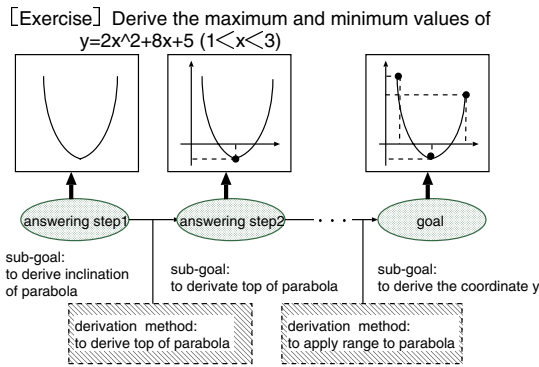 [Exercise] Derive the maximum and minimum values of
y=2x^2+8x+5 (1<x<3)
answering step1
answering step2
· · ·
goal
sub-goal:
to derive inclination
of parabola
sub-goal:
to derivate top of parabola
sub-goal:
to derive the coordinate y
derivation method:
to derive top of parabola
derivation method:
to apply range to parabola